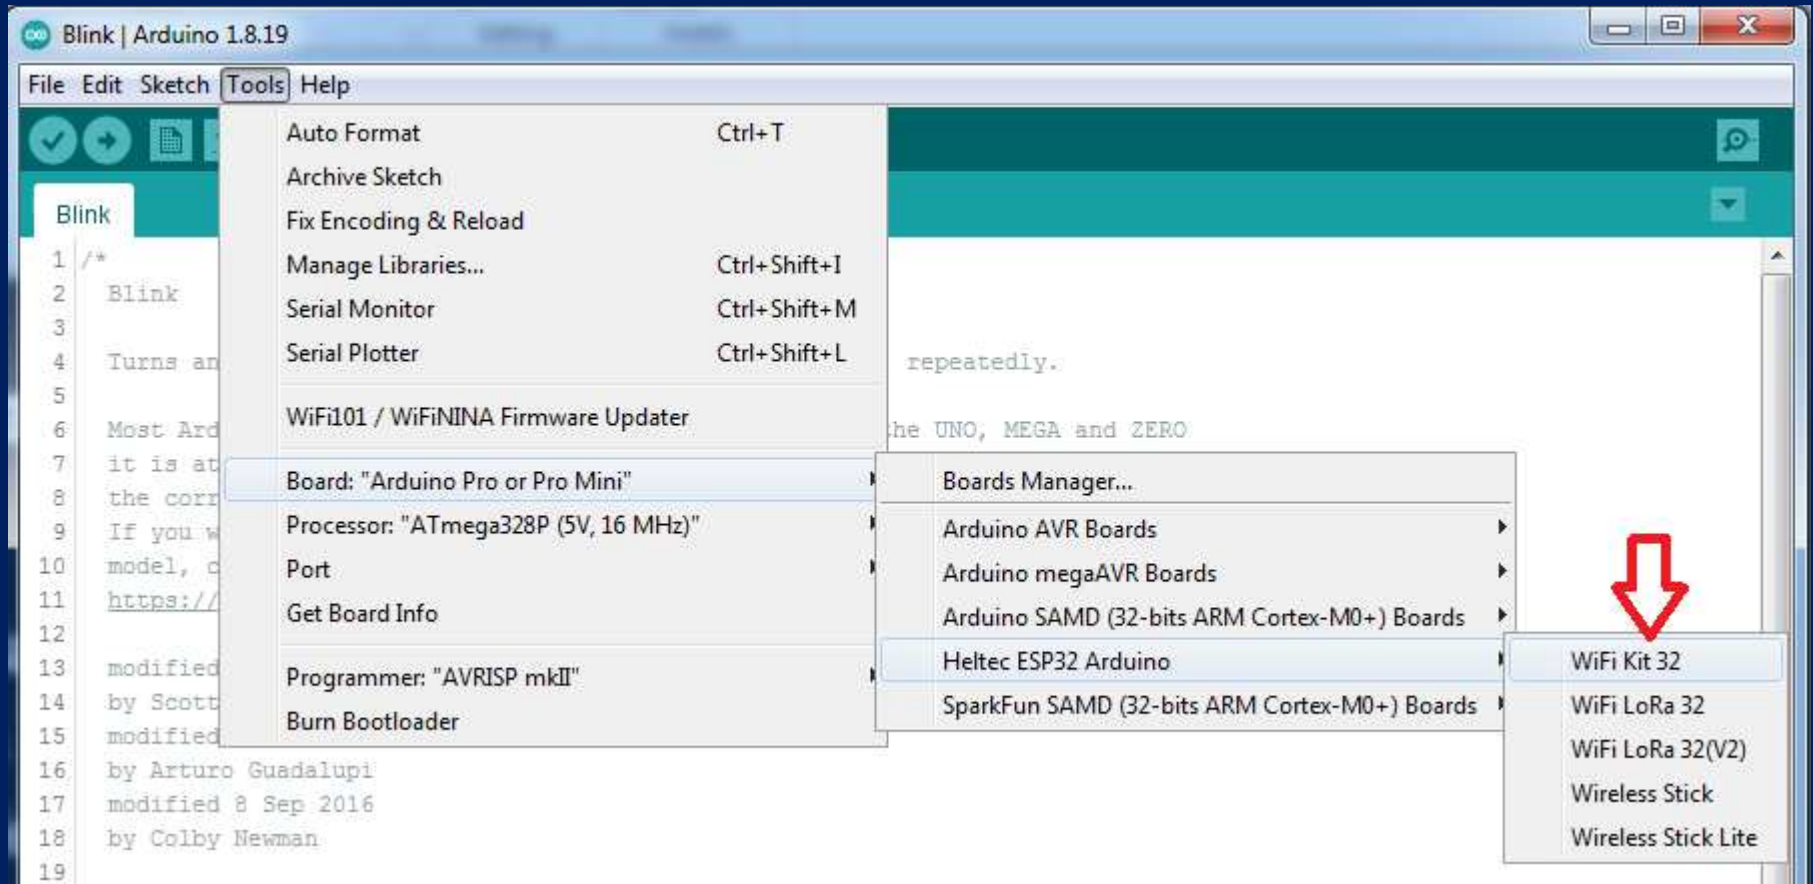 Blink | Arduino 1.8.19
File Edit Sketch Tools Help
Auto Format Ctrl+T
Archive Sketch
Fix Encoding & Reload
Manage Libraries... Ctrl+Shift+I
Serial Monitor Ctrl+Shift+M
Serial Plotter Ctrl+Shift+L
WiFi101 / WiFiNINA Firmware Updater
Board: "Arduino Pro or Pro Mini"
Processor: "ATmega328P (5V, 16 MHz)"
Port
Get Board Info
Programmer: "AVRISP mkII"
Burn Bootloader
Boards Manager...
Arduino AVR Boards
Arduino megaAVR Boards
Arduino SAMD (32-bits ARM Cortex-M0+) Boards
Heltec ESP32 Arduino
SparkFun SAMD (32-bits ARM Cortex-M0+) Boards
WiFi Kit 32
WiFi LoRa 32
WiFi LoRa 32(V2)
Wireless Stick
Wireless Stick Lite
Blink
1 /*
2 Blink
3
4 Turns an repeatedly.
5
6 Most Ard he UNO, MEGA and ZERO
7 it is at
8 the corr
9 If you w
10 model, c
11 https://
12
13 modified
14 by Scott
15 modified
16 by Arturo Guadalupi
17 modified 8 Sep 2016
18 by Colby Newman
19